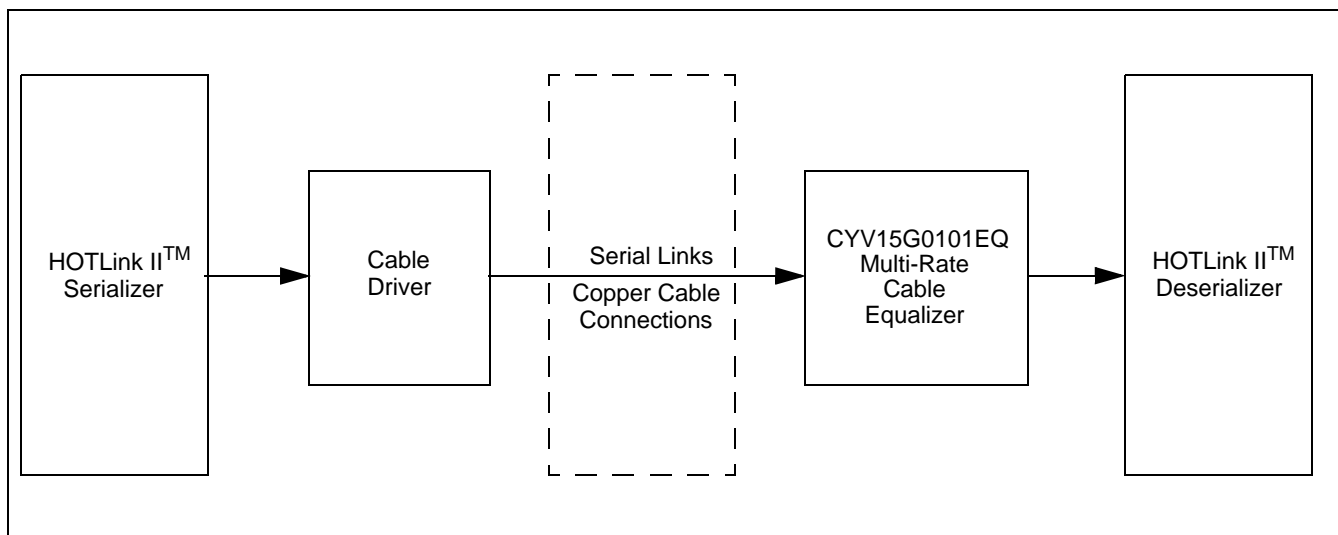 HOTLink II™
Serializer
Cable
Driver
Serial Links
Copper Cable
Connections
CYV15G0101EQ
Multi-Rate
Cable
Equalizer
HOTLink II™
Deserializer